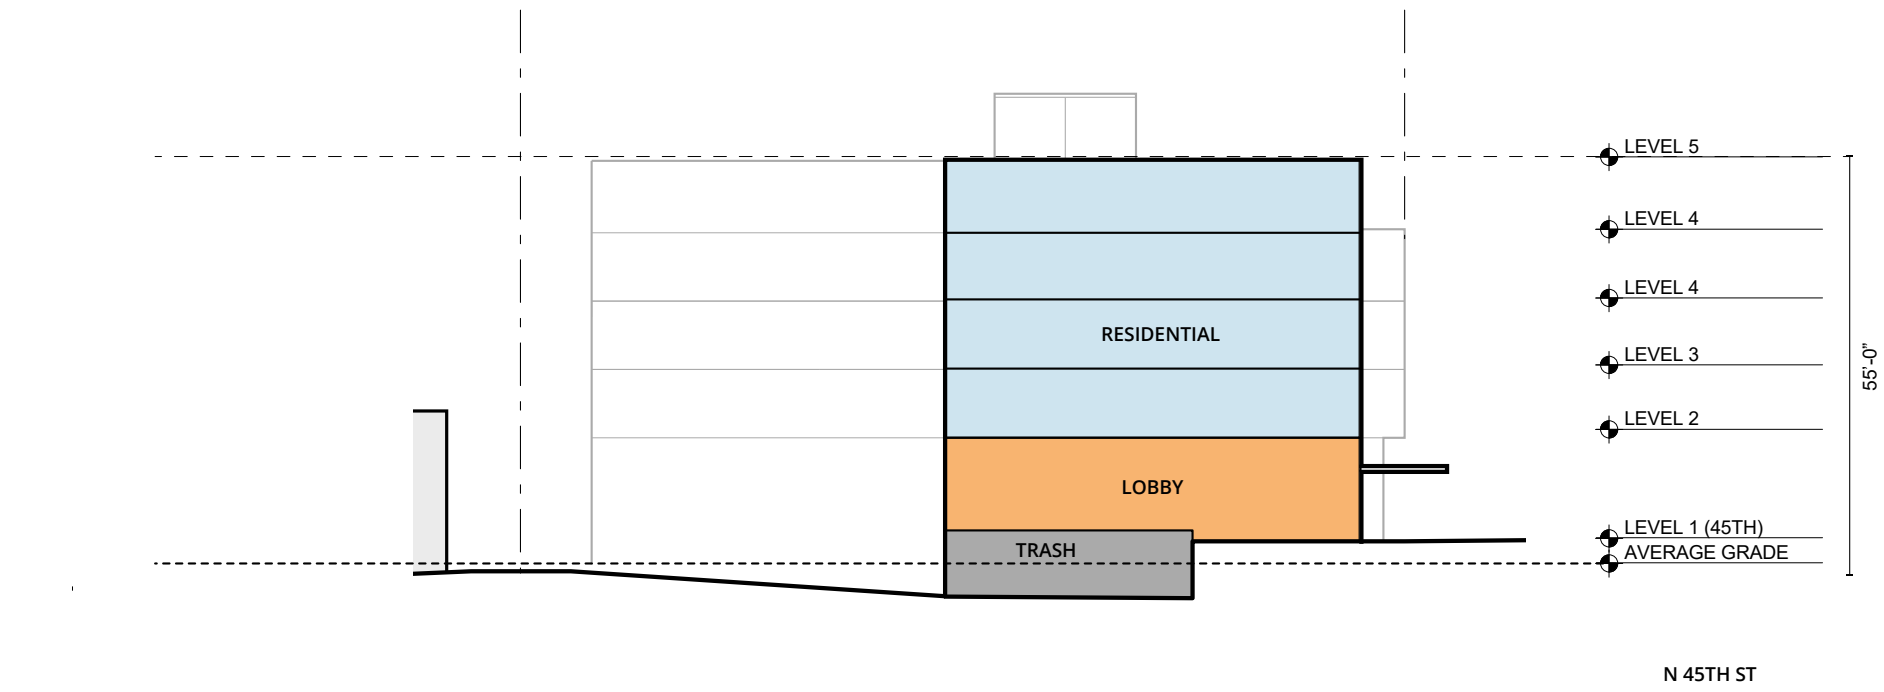 LEVEL 5
LEVEL 4
LEVEL 4
RESIDENTIAL
LEVEL 3
55'-0"
LEVEL 2
LOBBY
LEVEL 1 (45TH)
TRASH
AVERAGE GRADE
N 45TH ST